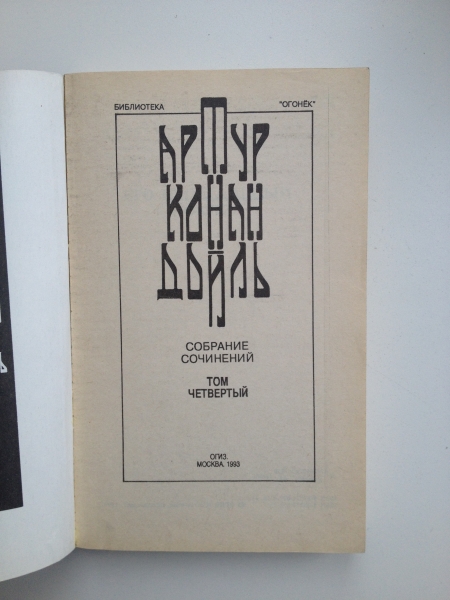 БИБЛИОТЕКА "ОГОНЁК"
АРТУР
КОНАН
ДОЙЛЬ
СОБРАНИЕ
СОЧИНЕНИЙ
ТОМ
ЧЕТВЕРТЫЙ
ОГИЗ.
МОСКВА. 1993